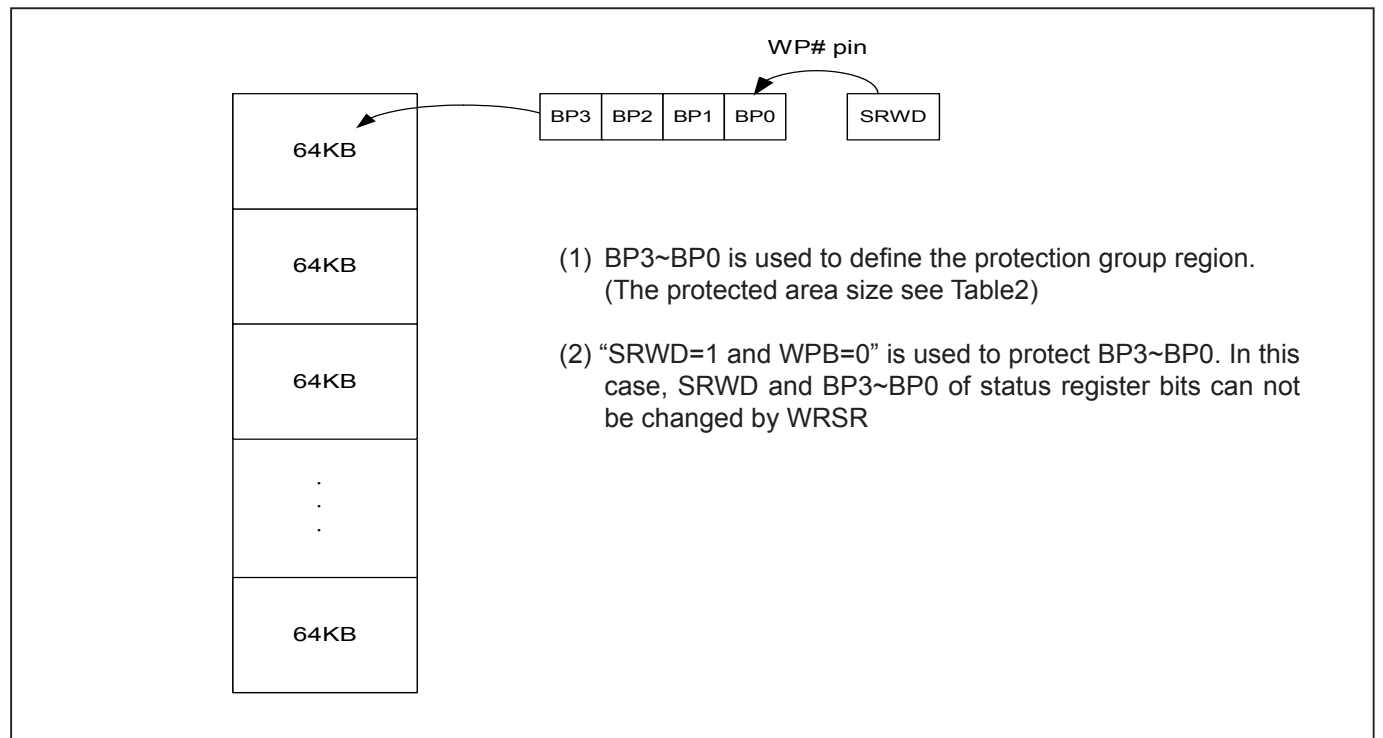 WP# pin
BP3 BP2 BP1 BP0 SRWD
64KB
64KB
(1) BP3~BP0 is used to define the protection group region.
(The protected area size see Table2)
(2) “SRWD=1 and WPB=0” is used to protect BP3~BP0. In this
case, SRWD and BP3~BP0 of status register bits can not
be changed by WRSR
64KB
.
.
.
64KB